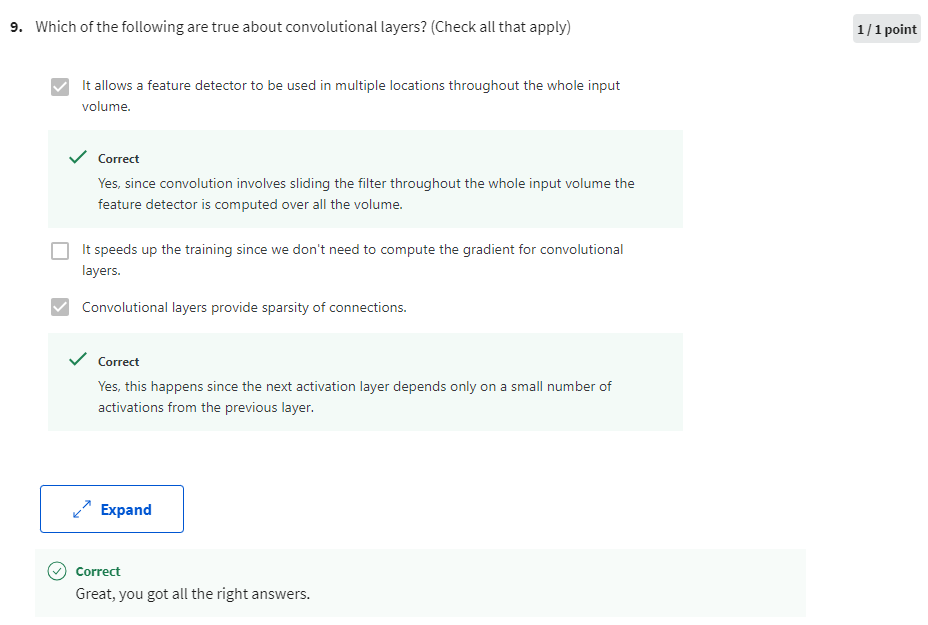 9. Which of the following are true about convolutional layers? (Check all that apply)
1 / 1 point
It allows a feature detector to be used in multiple locations throughout the whole input
volume.
Correct
Yes, since convolution involves sliding the filter throughout the whole input volume the
feature detector is computed over all the volume.
It speeds up the training since we don't need to compute the gradient for convolutional
layers.
Convolutional layers provide sparsity of connections.
Correct
Yes, this happens since the next activation layer depends only on a small number of
activations from the previous layer.
Expand
Correct
Great, you got all the right answers.